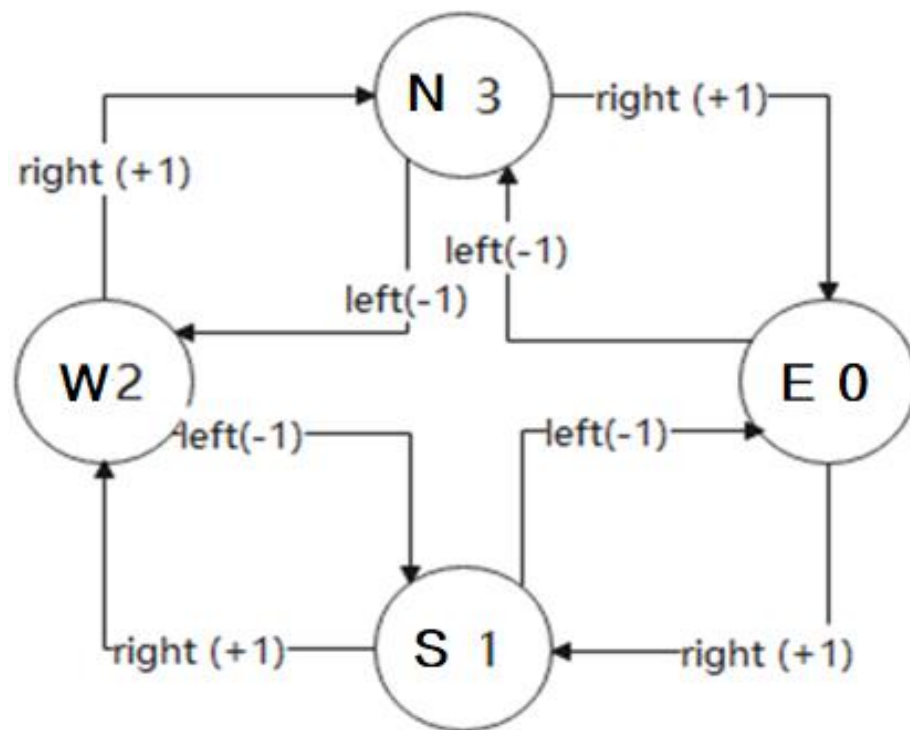 N 3
right (+1)
right (+1)
left(-1)
left(-1)
W2
E 0
left(-1)
left(-1)
S 1
right (+1)
right (+1)